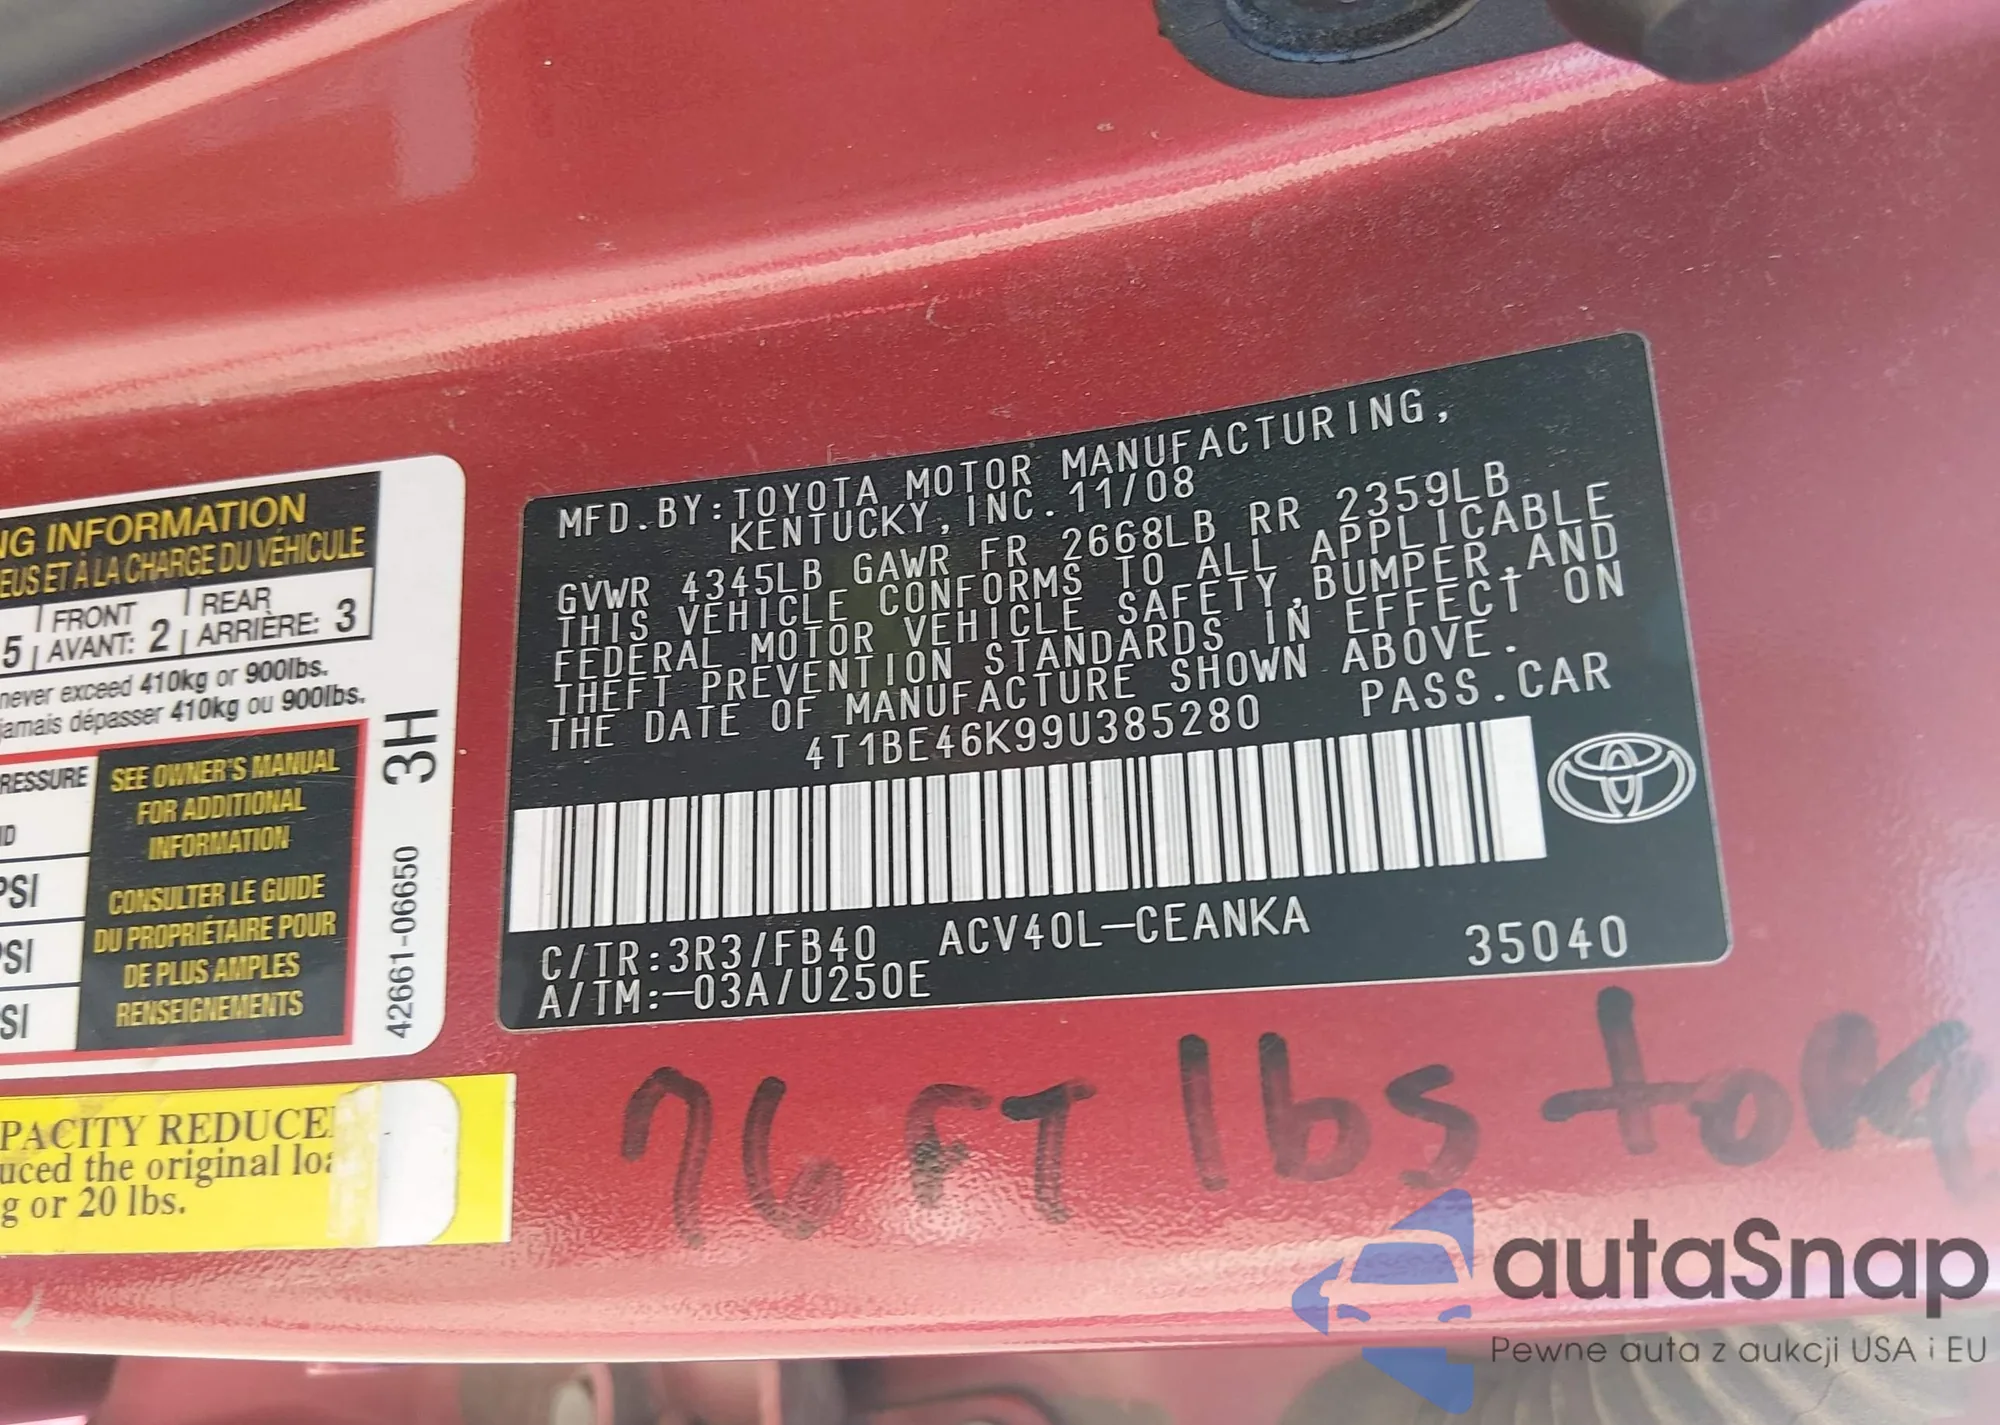 NG INFORMATION
EUS ET À LA CHARGE DU VÉHICULE
5 FRONT AVANT: 2 REAR ARRIÈRE: 3
never exceed 410kg or 900lbs.
jamais dépasser 410kg ou 900lbs.
RESSURE
PSI
PSI
SI
SEE OWNER'S MANUAL
FOR ADDITIONAL
INFORMATION
CONSULTER LE GUIDE
DU PROPRIÉTAIRE POUR
DE PLUS AMPLES
RENSEIGNEMENTS
3H
42661-06650
PACITY REDUCE
uced the original loa
g or 20 lbs.
MFD.BY:TOYOTA MOTOR MANUFACTURING,
KENTUCKY, INC. 11/08
GVWR 4345LB GAWR FR 2668LB RR 2359LB
THIS VEHICLE CONFORMS TO ALL APPLICABLE
FEDERAL MOTOR VEHICLE SAFETY,BUMPER,AND
THEFT PREVENTION STANDARDS IN EFFECT ON
THE DATE OF MANUFACTURE SHOWN ABOVE.
4T1BE46K99U385280 PASS.CAR
C/TR:3R3/FB40 ACV40L-CEANKA 35040
A/TM:-03A/U250E
76 FT lbs torq
autaSnap
Pewne auta z aukcji USA i EU